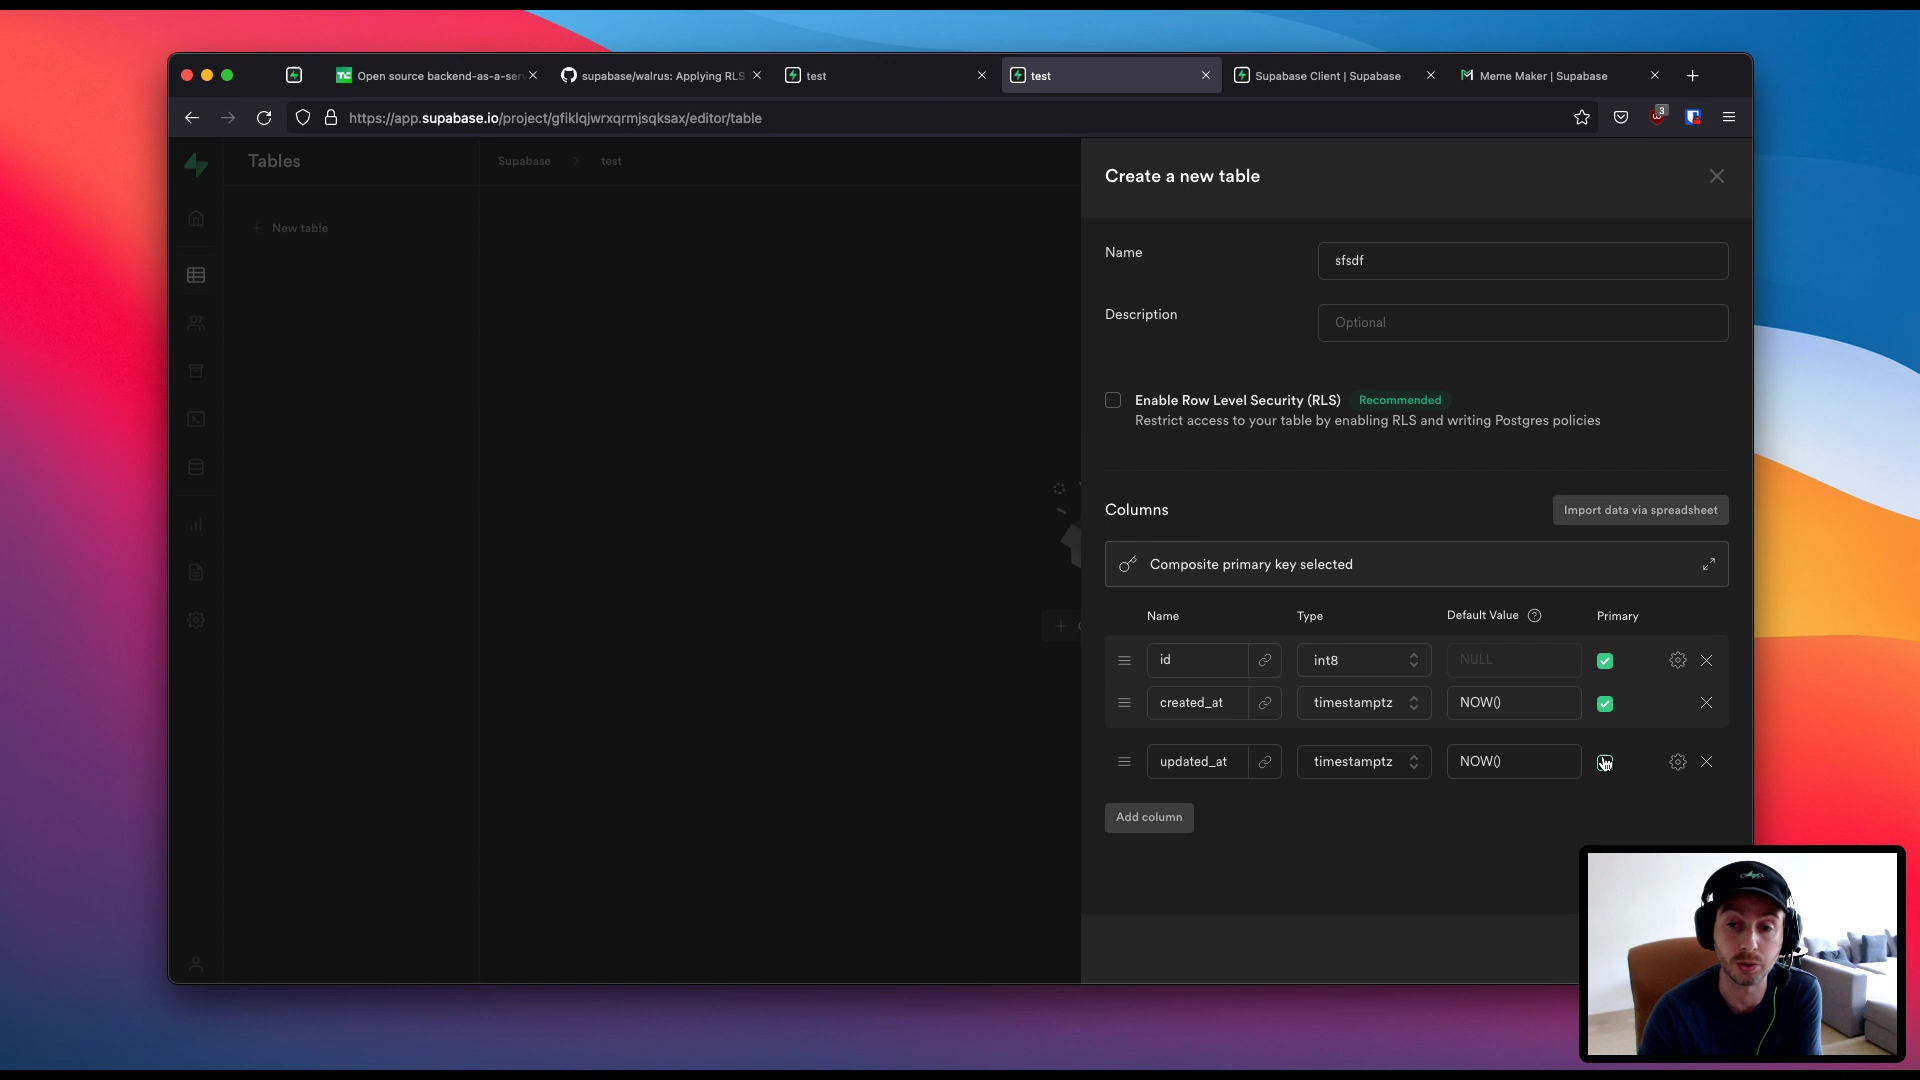 Open source backend-as-a-serv
supabase/walrus: Applying RLS
test
test
Supabase Client | Supabase
Meme Maker | Supabase
https://app.supabase.io/project/gfiklqjwrxqrmjsqksax/editor/table
3
Tables
Supabase > test
+ New table
Create a new table
Name
sfsdf
Description
Optional
Enable Row Level Security (RLS) Recommended
Restrict access to your table by enabling RLS and writing Postgres policies
Columns
Import data via spreadsheet
Composite primary key selected
Name Type Default Value ? Primary
id int8 NULL
created_at timestamptz NOW()
updated_at timestamptz NOW()
Add column